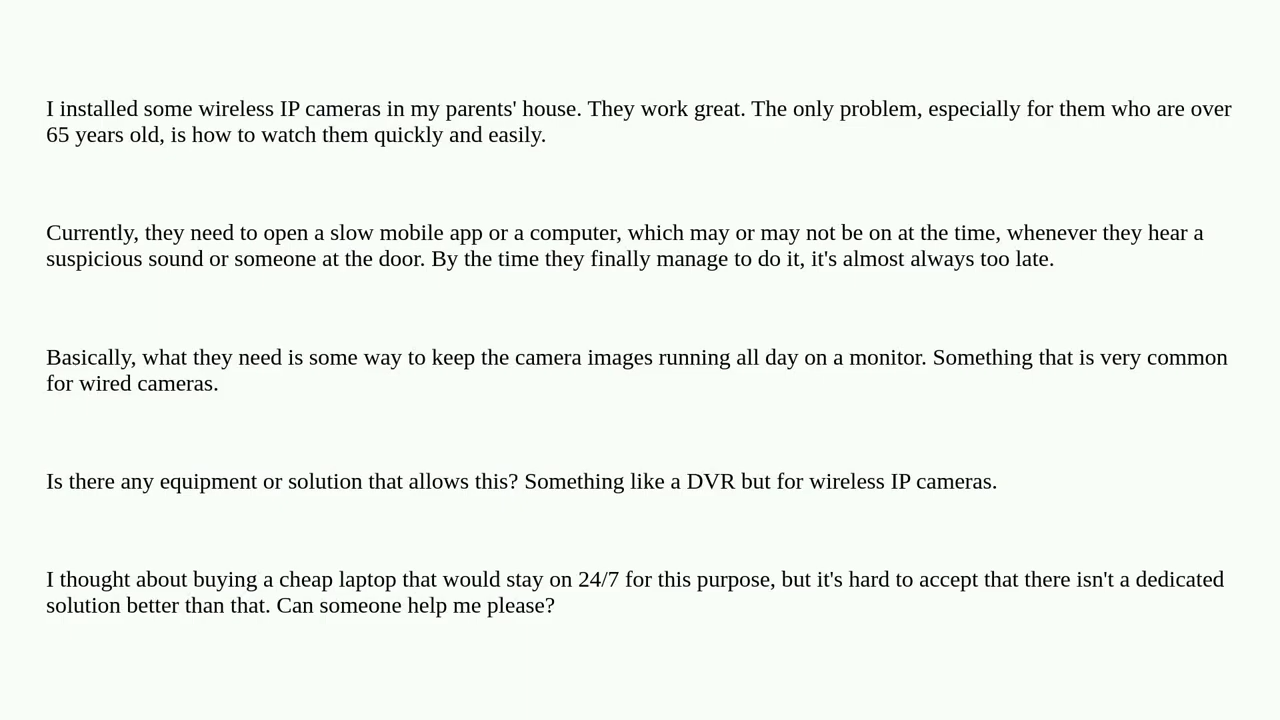 I installed some wireless IP cameras in my parents' house. They work great. The only problem, especially for them who are over
65 years old, is how to watch them quickly and easily.
Currently, they need to open a slow mobile app or a computer, which may or may not be on at the time, whenever they hear a
suspicious sound or someone at the door. By the time they finally manage to do it, it's almost always too late.
Basically, what they need is some way to keep the camera images running all day on a monitor. Something that is very common
for wired cameras.
Is there any equipment or solution that allows this? Something like a DVR but for wireless IP cameras.
I thought about buying a cheap laptop that would stay on 24/7 for this purpose, but it's hard to accept that there isn't a dedicated
solution better than that. Can someone help me please?